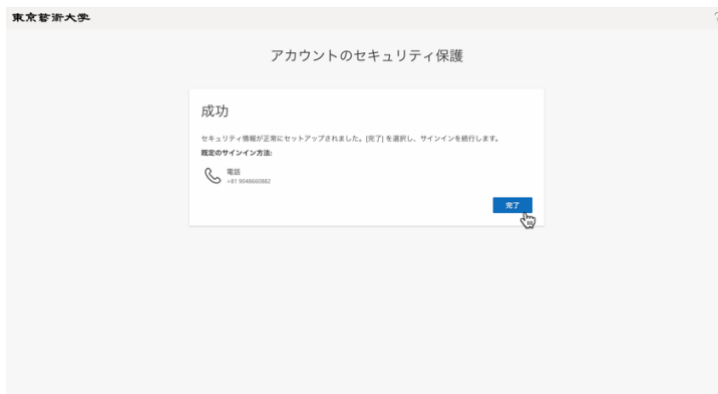 東京藝術大学
アカウントのセキュリティ保護
成功
セキュリティ情報が正常にセットアップされました。[完了] を選択し、サインインを続行します。
既定のサインイン方法:
電話
+81 9048660882
完了